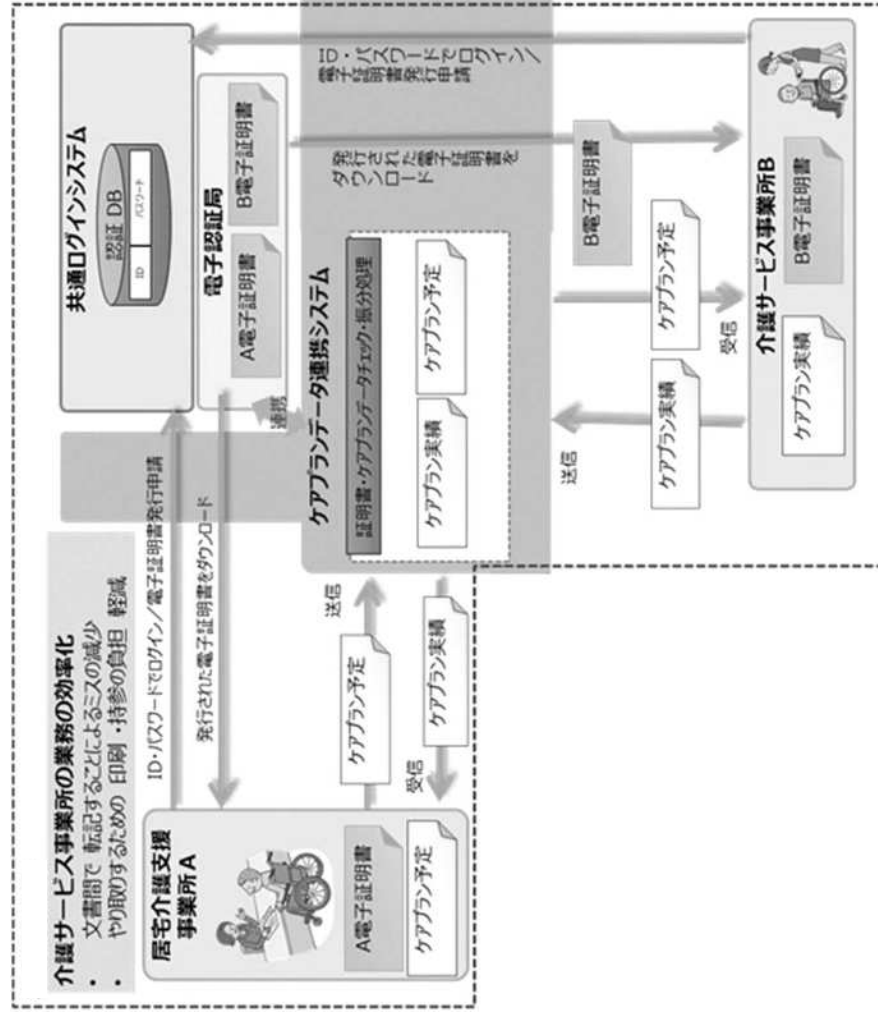 介護サービス事業所の業務の効率化
• 文書間で 転記することによるミスの減少
• やり取りするための 印刷 ・持参の負担 軽減
共通ログインシステム
認証 DB
ID
パスワード
ID・パスワードでログイン/電子証明書発行申請
発行された電子証明書をダウンロード
電子認証局
A電子証明書
B電子証明書
連携
居宅介護支援
事業所A
A電子証明書
ケアプラン予定
送信
ケアプラン予定
受信
ケアプラン実績
ケアプランデータ連携システム
証明書・ケアプランデータチェック・振分処理
ケアプラン実績
ケアプラン予定
ID・パスワードでログイン/
電子証明書発行申請
発行された電子証明書を
ダウンロード
B電子証明書
送信
ケアプラン実績
ケアプラン予定
受信
介護サービス事業所B
ケアプラン実績
B電子証明書